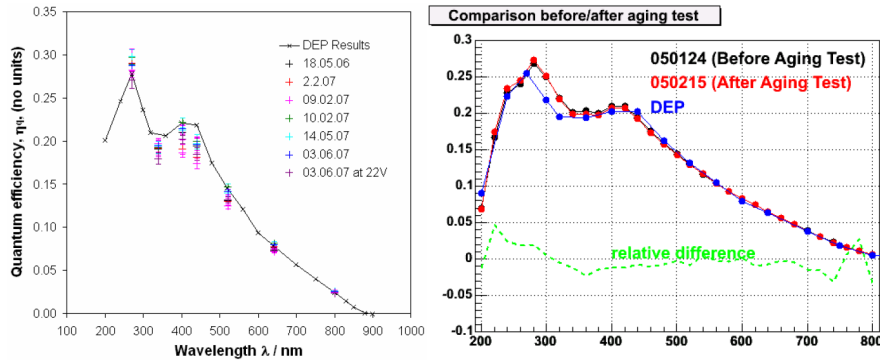 Quantum efficiency, ηq, (no units)
0.35
0.30
0.25
0.20
0.15
0.10
0.05
0.00
DEP Results
18.05.06
2.2.07
09.02.07
10.02.07
14.05.07
03.06.07
03.06.07 at 22V
100 200 300 400 500 600 700 800 900 1000
Wavelength λ / nm
Comparison before/after aging test
0.3
0.25
0.2
0.15
0.1
0.05
0
-0.05
-0.1
050124 (Before Aging Test)
050215 (After Aging Test)
DEP
relative difference
200 300 400 500 600 700 800